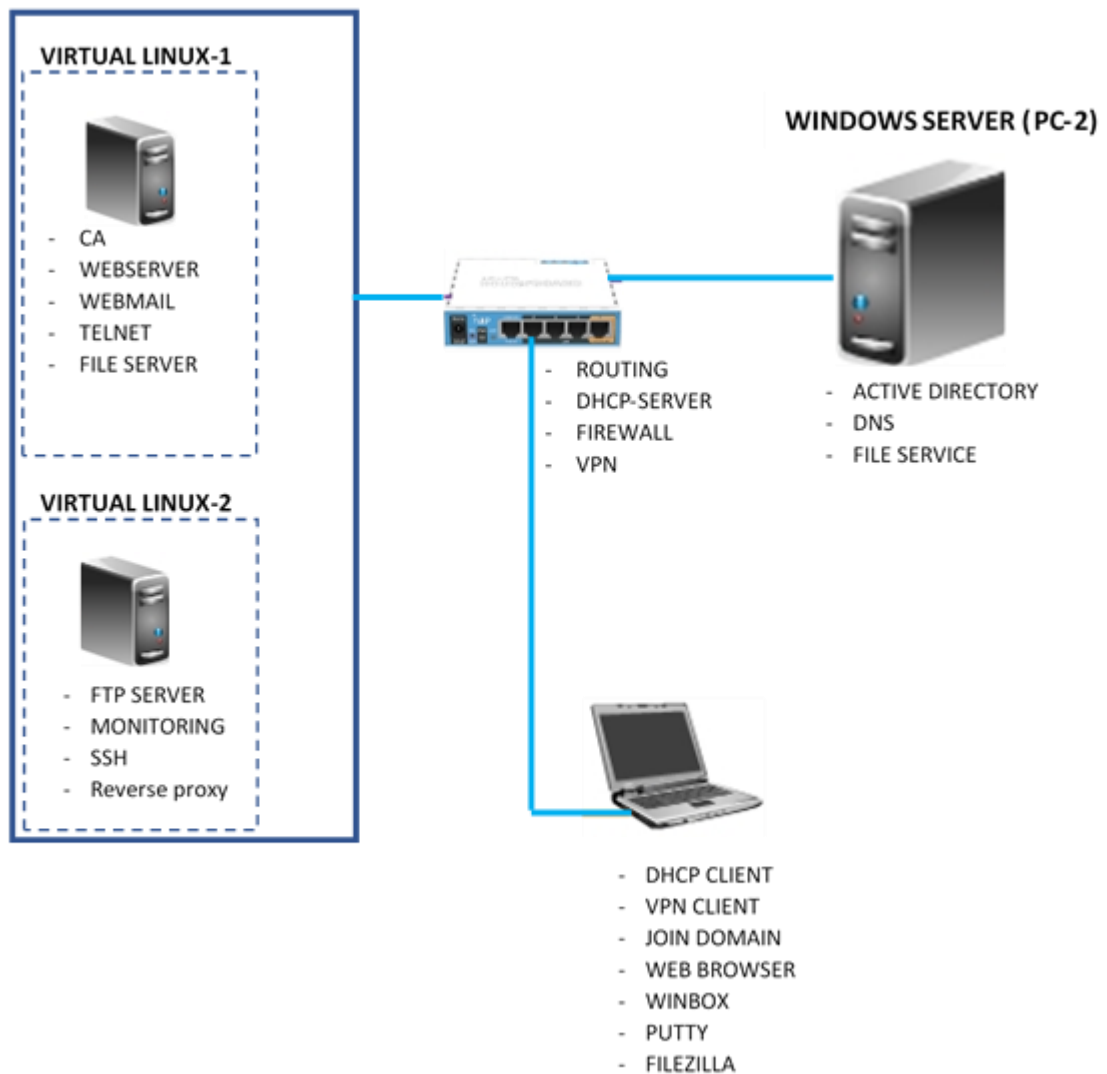 VIRTUAL LINUX-1
- CA
- WEBSERVER
- WEBMAIL
- TELNET
- FILE SERVER
VIRTUAL LINUX-2
- FTP SERVER
- MONITORING
- SSH
- Reverse proxy
- ROUTING
- DHCP-SERVER
- FIREWALL
- VPN
WINDOWS SERVER (PC-2)
- ACTIVE DIRECTORY
- DNS
- FILE SERVICE
- DHCP CLIENT
- VPN CLIENT
- JOIN DOMAIN
- WEB BROWSER
- WINBOX
- PUTTY
- FILEZILLA